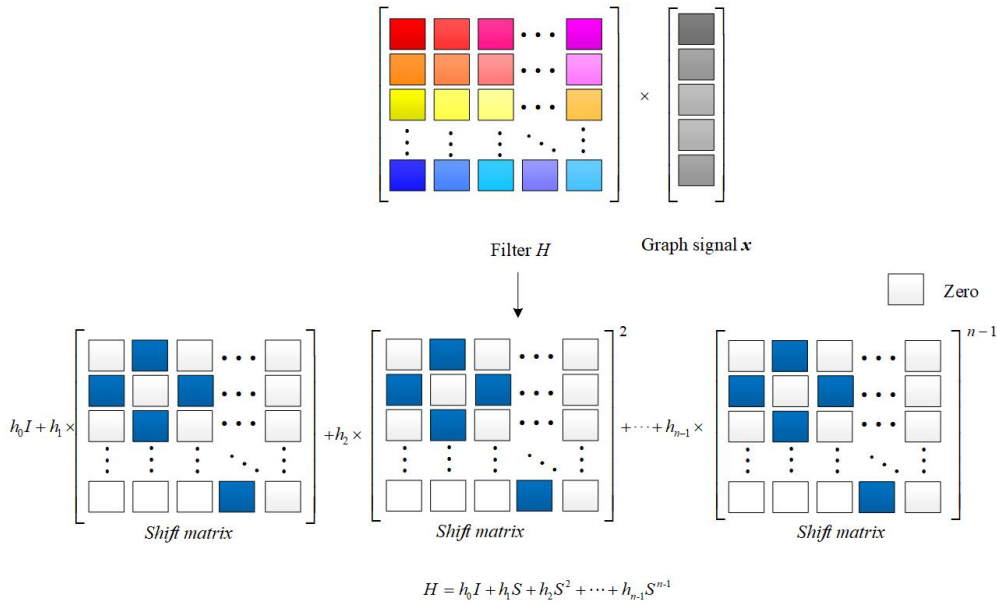 ×
Filter H
Graph signal x
Zero
h₀I + h₁ ×
+h₂ ×
2
+ ⋯ + hₙ₋₁ ×
n−1
Shift matrix
Shift matrix
Shift matrix
H = h₀I + h₁S + h₂S² + ⋯ + hₙ₋₁Sⁿ⁻¹